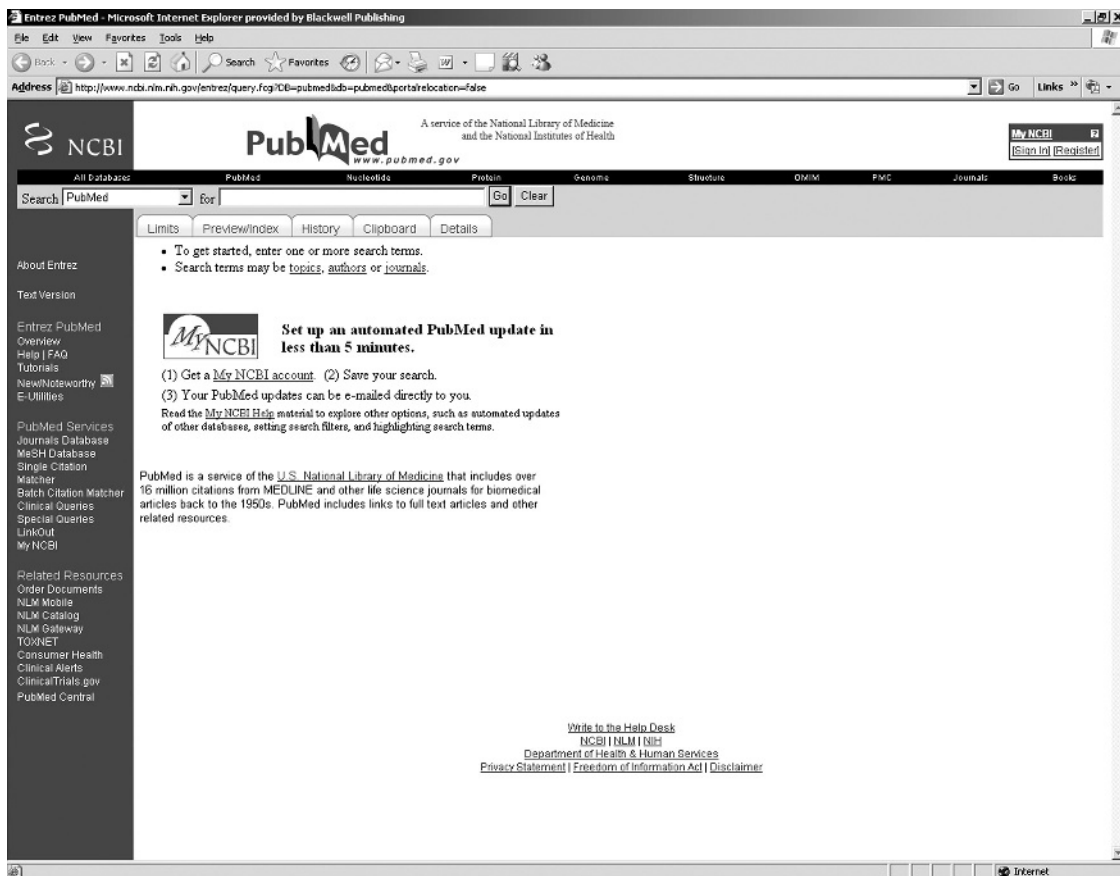 Entrez PubMed - Microsoft Internet Explorer provided by Blackwell Publishing
File Edit View Favorites Tools Help
Back Search Favorites
Address http://www.ncbi.nlm.nih.gov/entrez/query.fcgi?DB=pubmed&db=pubmed&portalrelocation=false Go Links »
NCBI
PubMed
www.pubmed.gov
A service of the National Library of Medicine
and the National Institutes of Health
My NCBI ?
[Sign In] [Register]
All Databases PubMed Nucleotide Protein Genome Structure OMIM PMC Journals Books
Search PubMed for Go Clear
Limits Preview/Index History Clipboard Details
• To get started, enter one or more search terms.
• Search terms may be topics, authors or journals.
My NCBI
Set up an automated PubMed update in
less than 5 minutes.
(1) Get a My NCBI account. (2) Save your search.
(3) Your PubMed updates can be e-mailed directly to you.
Read the My NCBI Help material to explore other options, such as automated updates
of other databases, setting search filters, and highlighting search terms.
PubMed is a service of the U.S. National Library of Medicine that includes over
16 million citations from MEDLINE and other life science journals for biomedical
articles back to the 1950s. PubMed includes links to full text articles and other
related resources.
About Entrez
Text Version
Entrez PubMed
Overview
Help | FAQ
Tutorials
New/Noteworthy
E-Utilities
PubMed Services
Journals Database
MeSH Database
Single Citation
Matcher
Batch Citation Matcher
Clinical Queries
Special Queries
LinkOut
My NCBI
Related Resources
Order Documents
NLM Mobile
NLM Catalog
NLM Gateway
TOXNET
Consumer Health
Clinical Alerts
ClinicalTrials.gov
PubMed Central
Write to the Help Desk
NCBI | NLM | NIH
Department of Health & Human Services
Privacy Statement | Freedom of Information Act | Disclaimer
Internet